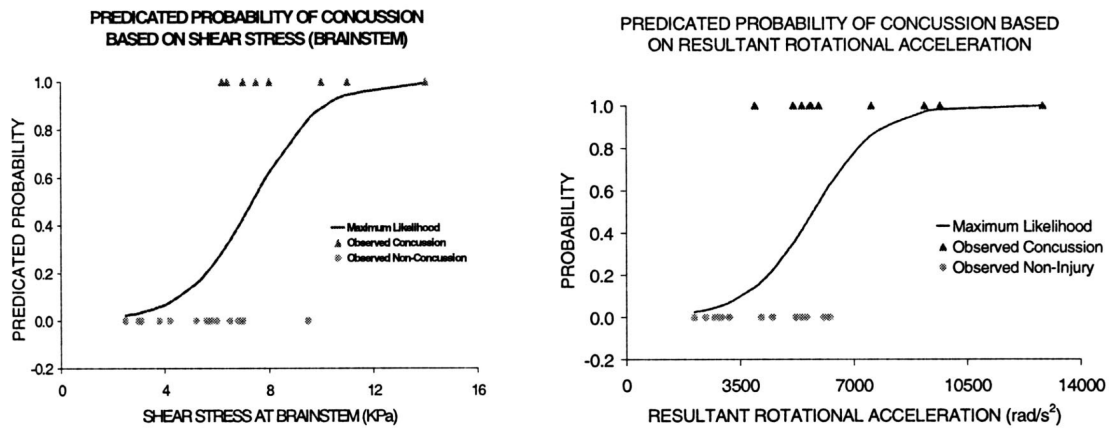 PREDICATED PROBABILITY OF CONCUSSION
BASED ON SHEAR STRESS (BRAINSTEM)
PREDICATED PROBABILITY
1.0
0.8
0.6
0.4
0.2
0.0
-0.2
Maximum Likelihood
Observed Concussion
Observed Non-Concussion
0 4 8 12 16
SHEAR STRESS AT BRAINSTEM (KPa)
PREDICATED PROBABILITY OF CONCUSSION BASED
ON RESULTANT ROTATIONAL ACCELERATION
PROBABILITY
1.0
0.8
0.6
0.4
0.2
0.0
-0.2
Maximum Likelihood
Observed Concussion
Observed Non-Injury
0 3500 7000 10500 14000
RESULTANT ROTATIONAL ACCELERATION (rad/s²)